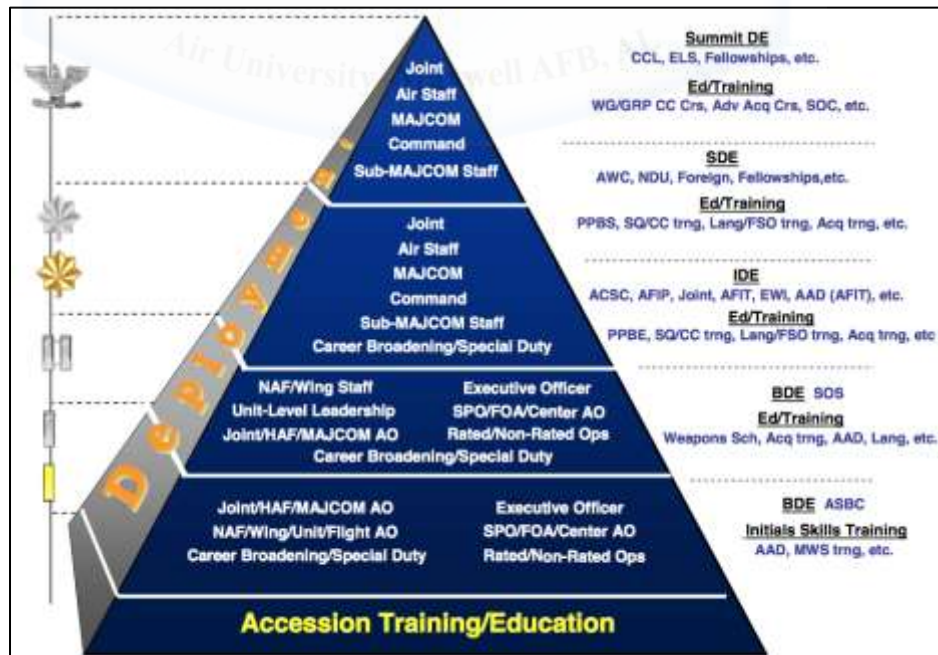 Air University, Maxwell AFB, AL
Deployment
Joint
Air Staff
MAJCOM
Command
Sub-MAJCOM Staff
Joint
Air Staff
MAJCOM
Command
Sub-MAJCOM Staff
Career Broadening/Special Duty
NAF/Wing Staff Executive Officer
Unit-Level Leadership SPO/FOA/Center AO
Joint/HAF/MAJCOM AO Rated/Non-Rated Ops
Career Broadening/Special Duty
Joint/HAF/MAJCOM AO Executive Officer
NAF/Wing/Unit/Flight AO SPO/FOA/Center AO
Career Broadening/Special Duty Rated/Non-Rated Ops
Accession Training/Education
Summit DE
CCL, ELS, Fellowships, etc.
Ed/Training
WG/GRP CC Crs, Adv Acq Crs, SOC, etc.
SDE
AWC, NDU, Foreign, Fellowships,etc.
Ed/Training
PPBS, SQ/CC trng, Lang/FSO trng, Acq trng, etc.
IDE
ACSC, AFIP, Joint, AFIT, EWI, AAD (AFIT), etc.
Ed/Training
PPBE, SQ/CC trng, Lang/FSO trng, Acq trng, etc
BDE SOS
Ed/Training
Weapons Sch, Acq trng, AAD, Lang, etc.
BDE ASBC
Initials Skills Training
AAD, MWS trng, etc.